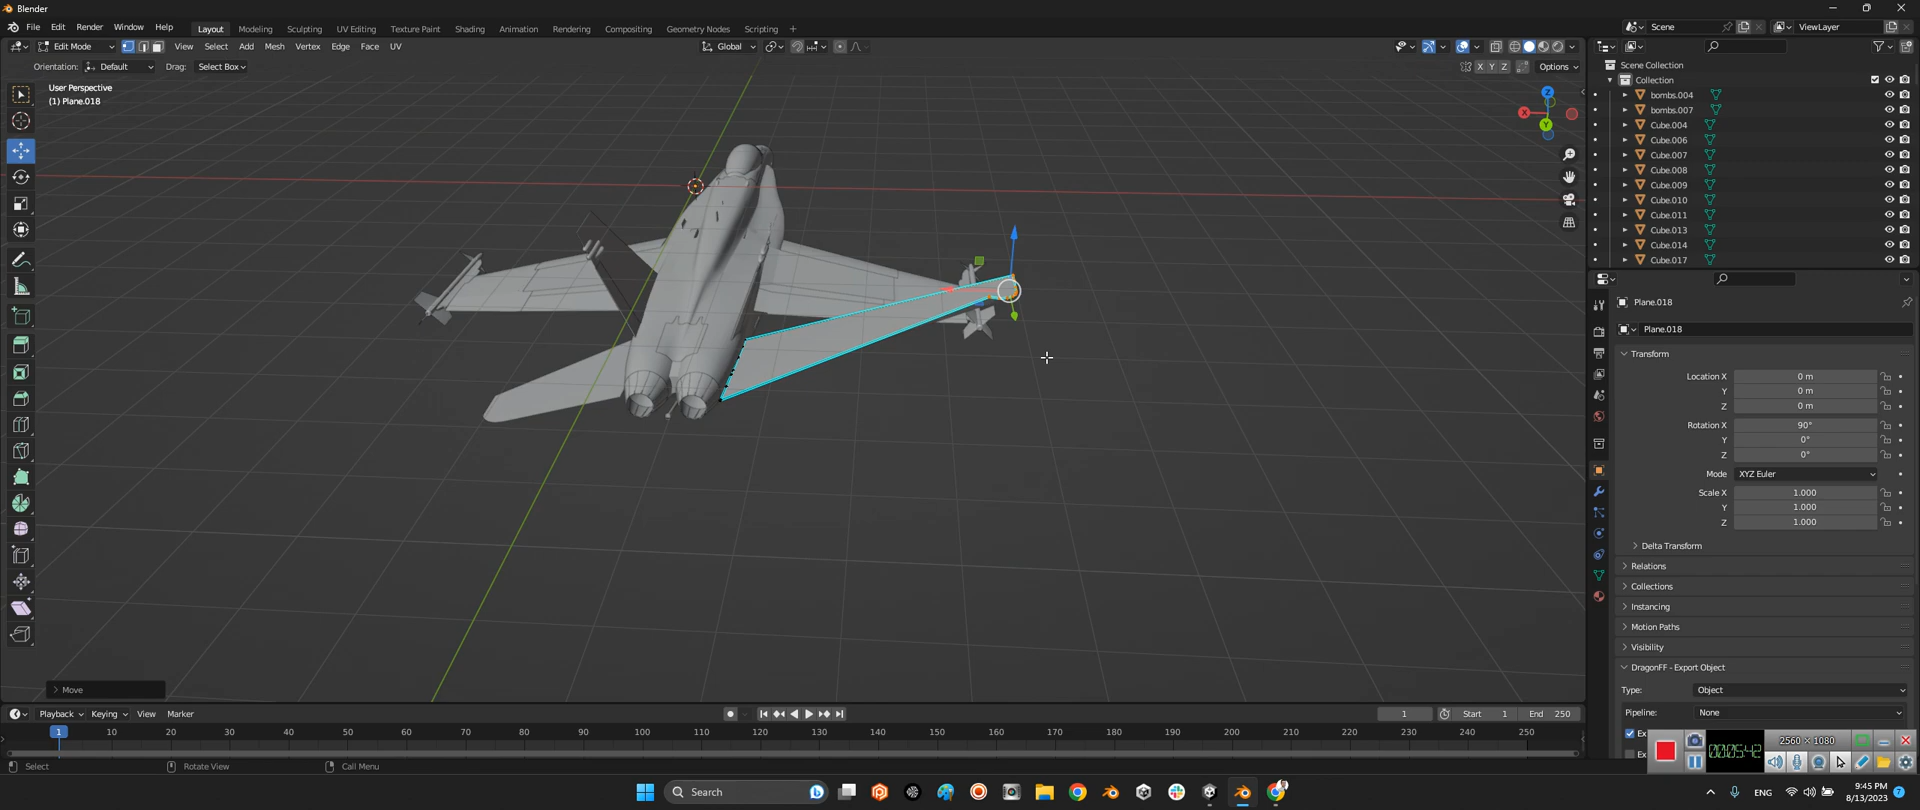 Blender
File Edit Render Window Help Layout Modeling Sculpting UV Editing Texture Paint Shading Animation Rendering Compositing Geometry Nodes Scripting + Scene ViewLayer
Edit Mode View Select Add Mesh Vertex Edge Face UV Global
Orientation: Default Drag: Select Box X Y Z Options
User Perspective
(1) Plane.018
Z
X
Y
Scene Collection
Collection
bombs.004
bombs.007
Cube.004
Cube.006
Cube.007
Cube.008
Cube.009
Cube.010
Cube.011
Cube.013
Cube.014
Cube.017
Plane.018
Plane.018
Transform
Location X 0 m
Y 0 m
Z 0 m
Rotation X 90°
Y 0°
Z 0°
Mode XYZ Euler
Scale X 1.000
Y 1.000
Z 1.000
Delta Transform
Relations
Collections
Instancing
Motion Paths
Visibility
DragonFF - Export Object
Type: Object
Pipeline: None
Ex
Ex
Move
Playback Keying View Marker 1 Start 1 End 250
1 10 20 30 40 50 60 70 80 90 100 110 120 130 140 150 160 170 180 190 200 210 220 230 240 250
Select Rotate View Call Menu
00:05:42 2560 × 1080
Search
ENG 9:45 PM
8/13/2023